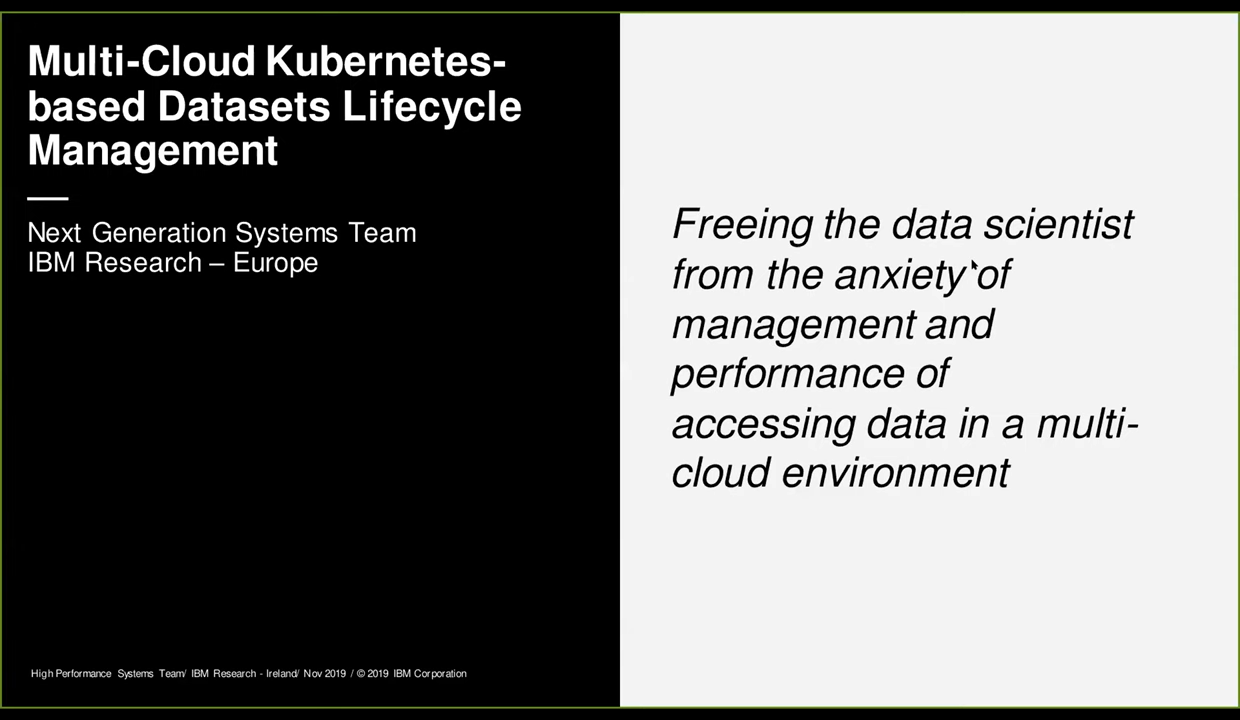 Multi-Cloud Kubernetes-
based Datasets Lifecycle
Management
Next Generation Systems Team
IBM Research – Europe
High Performance Systems Team/ IBM Research - Ireland/ Nov 2019 / © 2019 IBM Corporation
Freeing the data scientist
from the anxiety of
management and
performance of
accessing data in a multi-
cloud environment